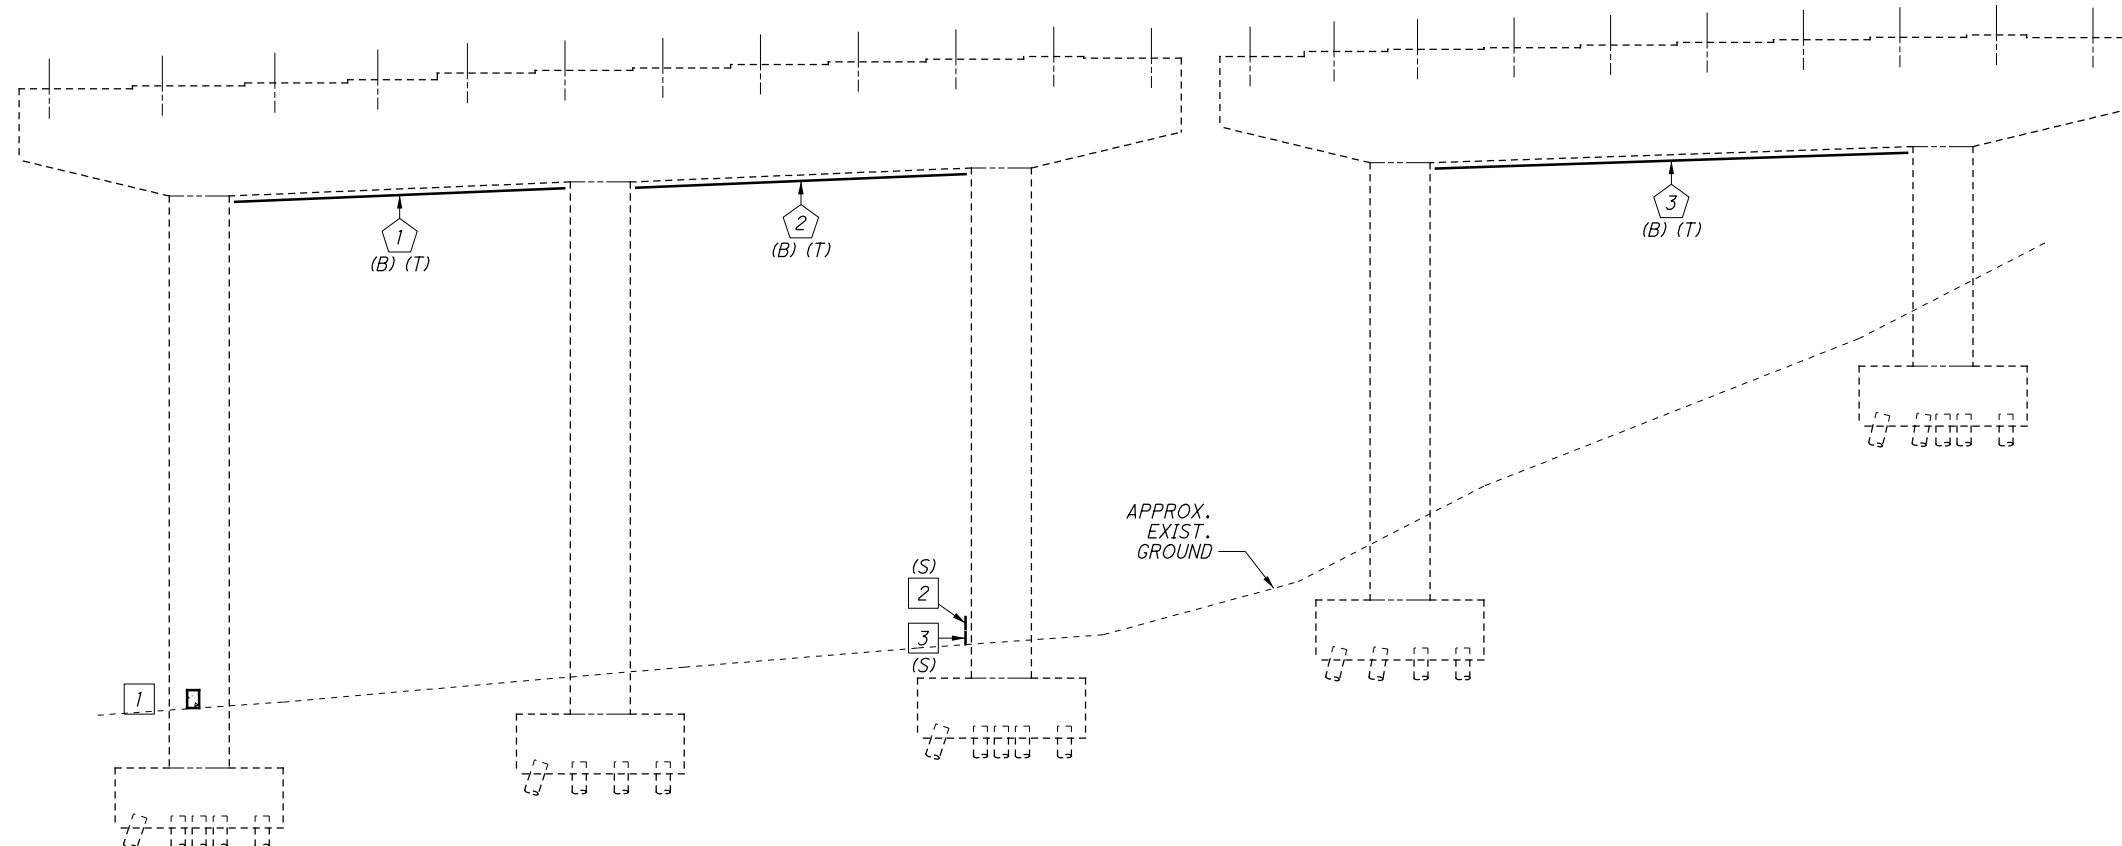 1
(B) (T)
2
(B) (T)
3
(B) (T)
APPROX.
EXIST.
GROUND
(S)
2
3
(S)
1